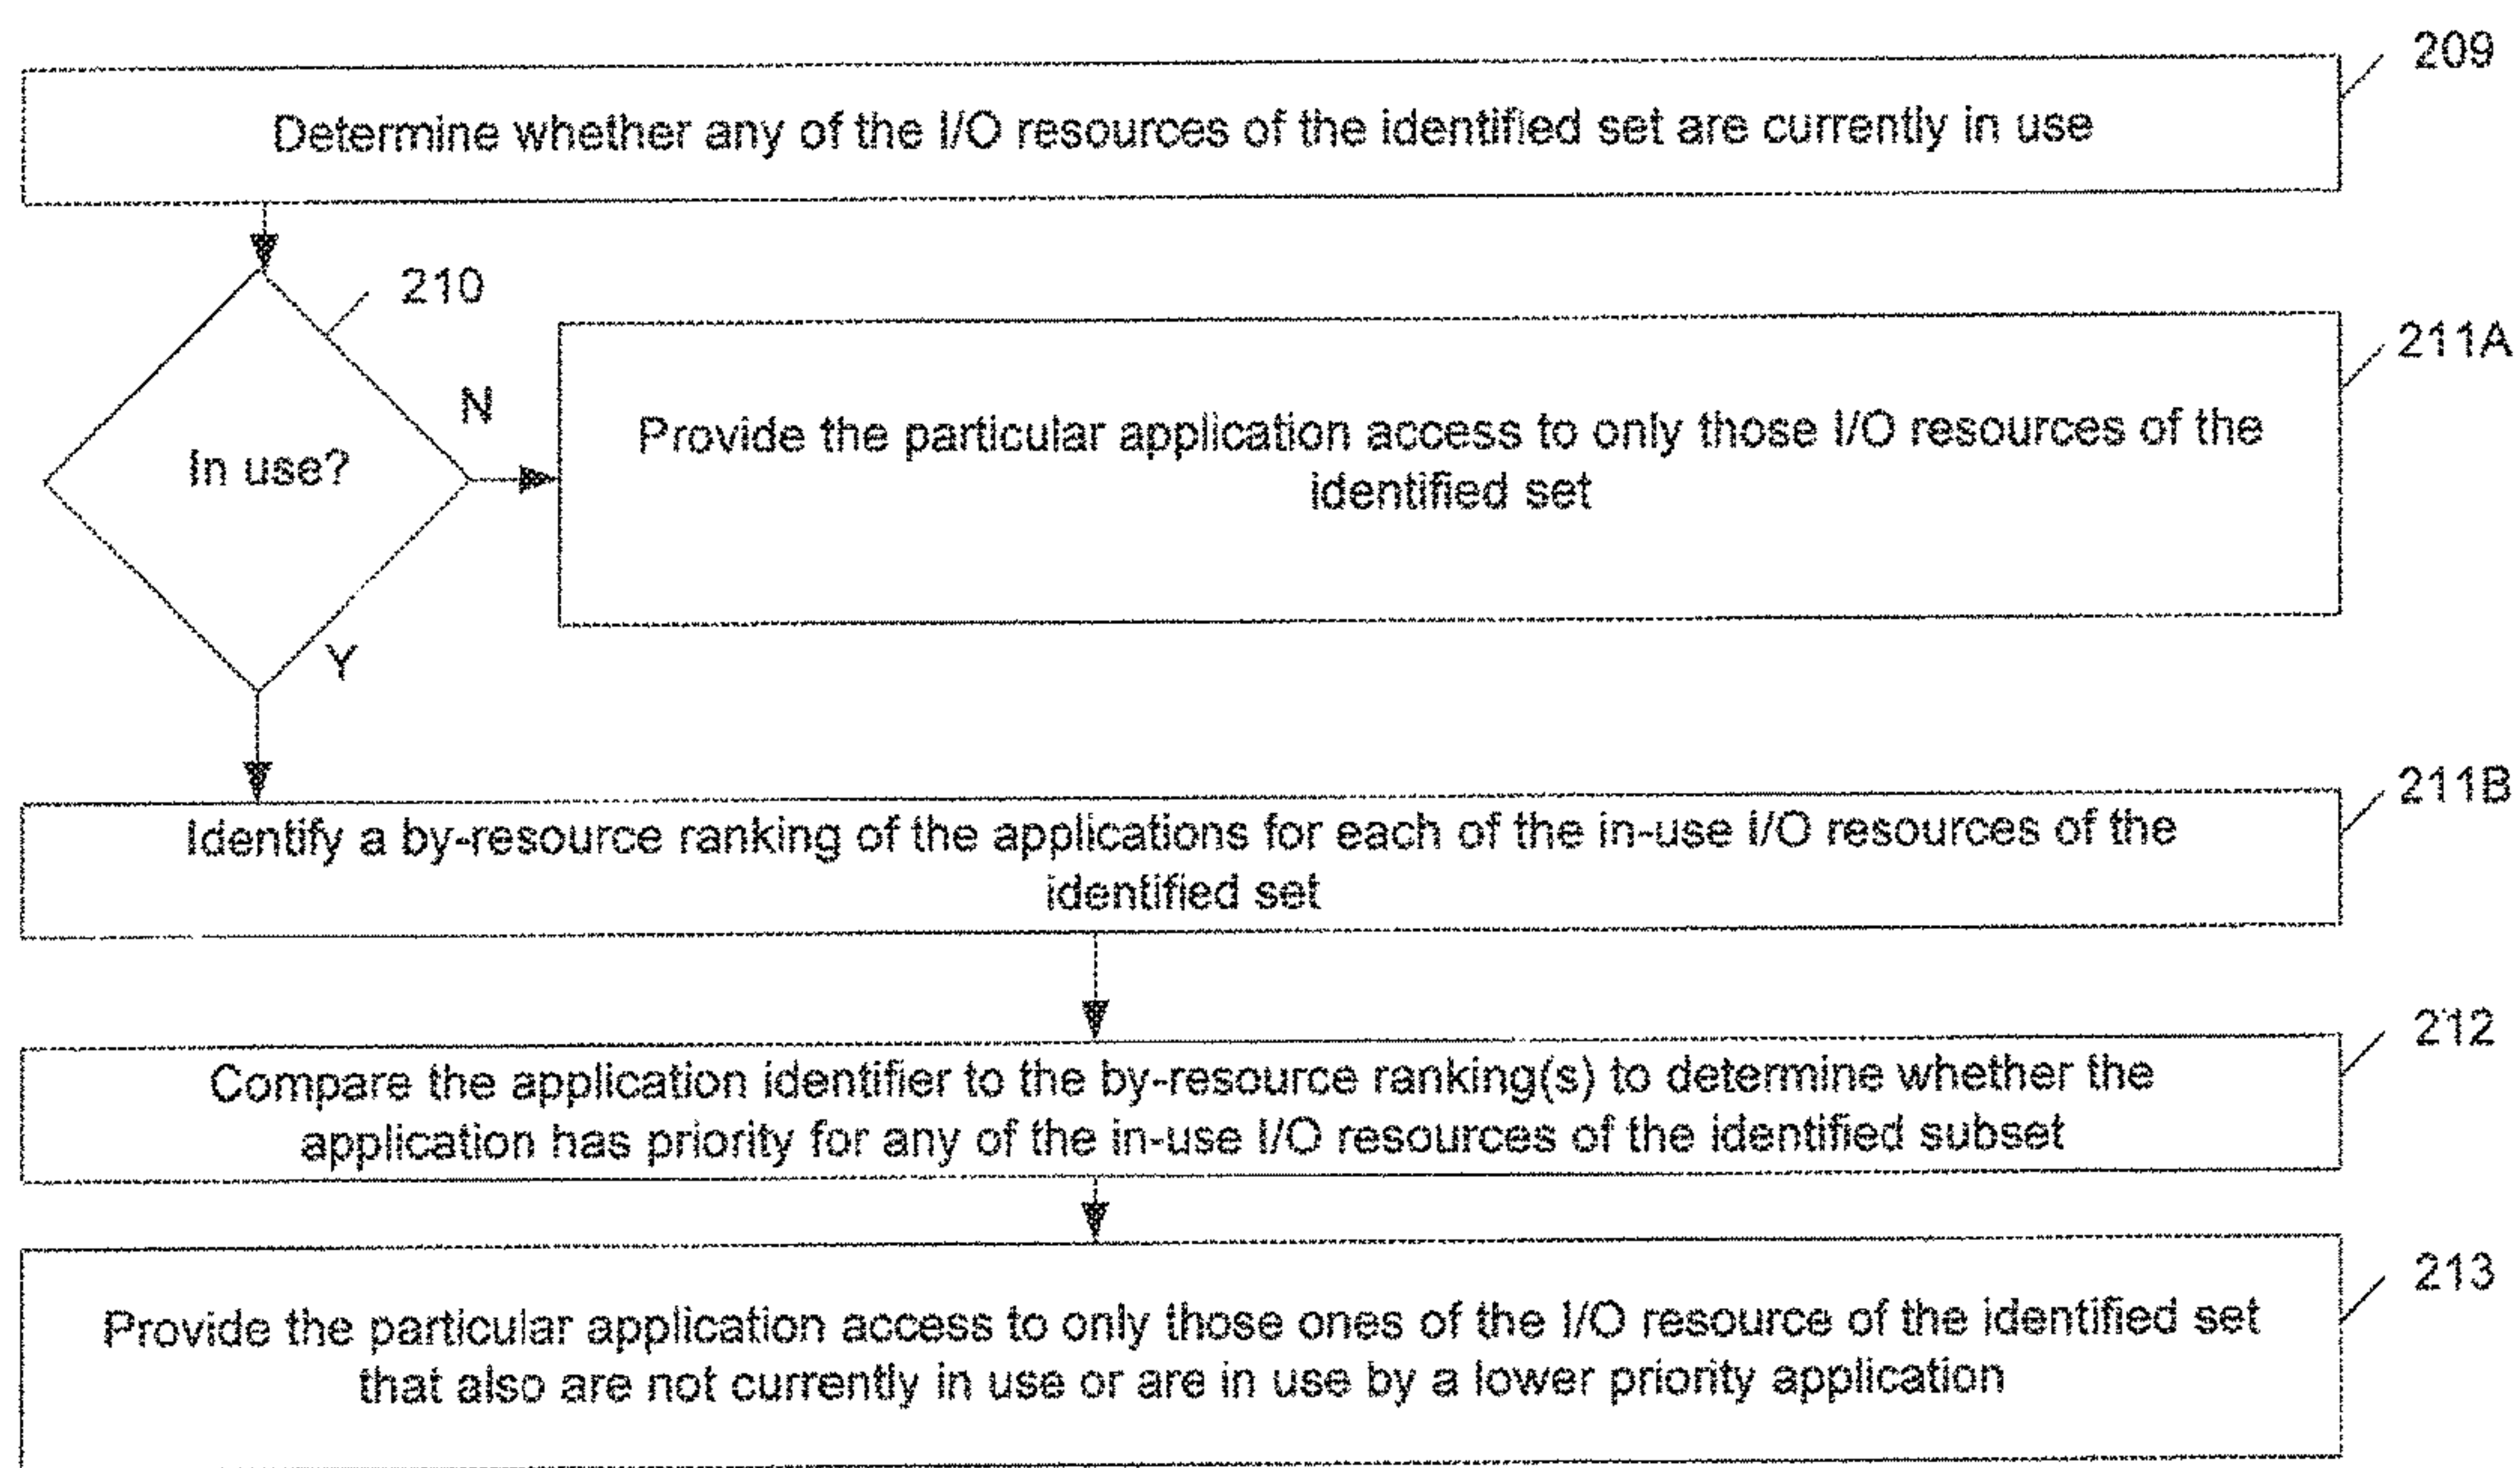 209
Determine whether any of the I/O resources of the identified set are currently in use
210
211A
N
Provide the particular application access to only those I/O resources of the
identified set
In use?
Y
211B
Identify a by-resource ranking of the applications for each of the in-use I/O resources of the
identified set
212
Compare the application identifier to the by-resource ranking(s) to determine whether the
application has priority for any of the in-use I/O resources of the identified subset
213
Provide the particular application access to only those ones of the I/O resource of the identified set
that also are not currently in use or are in use by a lower priority application